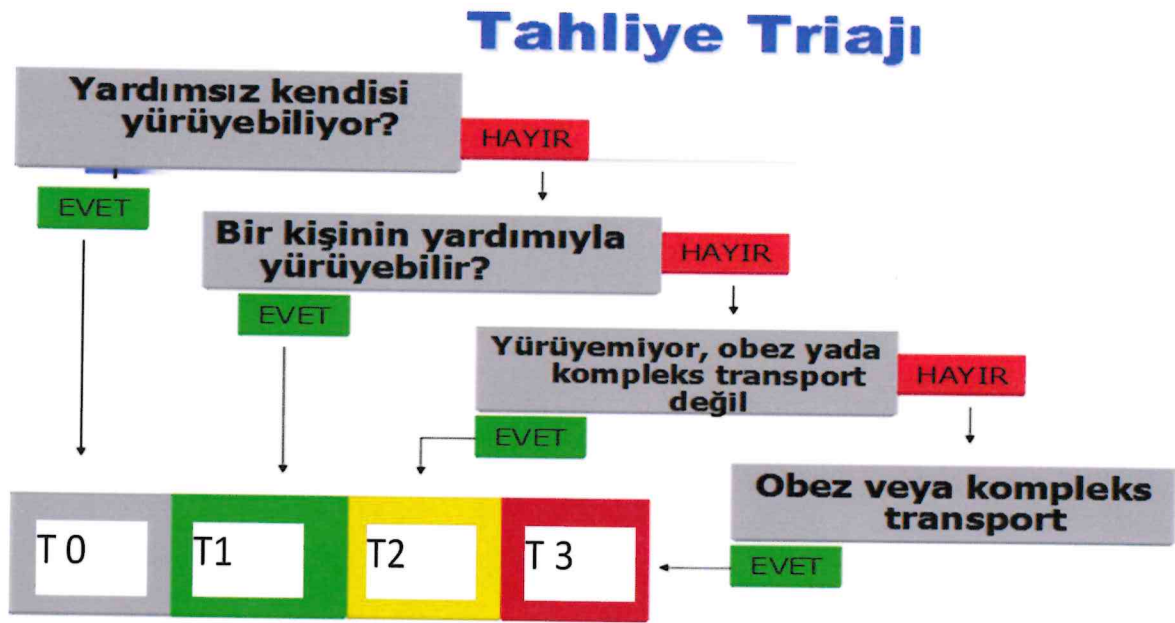 Tahliye Triajı
Yardımsız kendisi
yürüyebiliyor?
HAYIR
EVET
Bir kişinin yardımıyla
yürüyebilir?
HAYIR
EVET
Yürüyemiyor, obez yada
kompleks transport
değil
HAYIR
EVET
Obez veya kompleks
transport
EVET
T 0
T1
T2
T 3